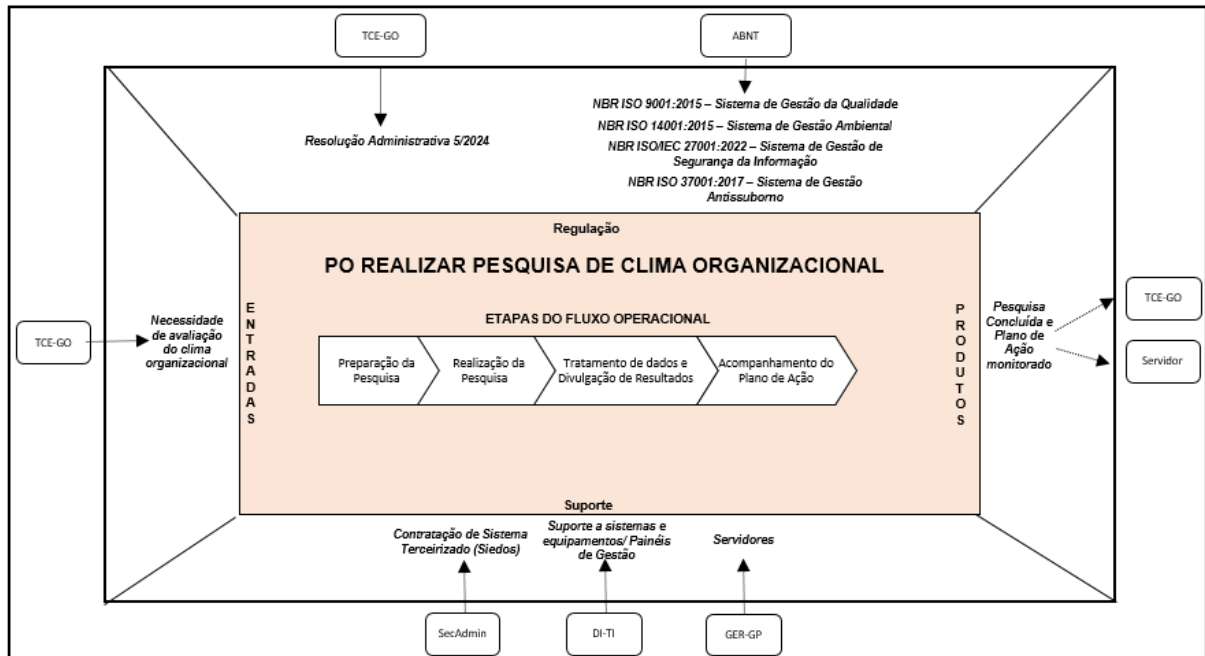 TCE-GO
ABNT
Resolução Administrativa 5/2024
NBR ISO 9001:2015 – Sistema de Gestão da Qualidade
NBR ISO 14001:2015 – Sistema de Gestão Ambiental
NBR ISO/IEC 27001:2022 – Sistema de Gestão de
Segurança da Informação
NBR ISO 37001:2017 – Sistema de Gestão
Antissuborno
Regulação
PO REALIZAR PESQUISA DE CLIMA ORGANIZACIONAL
TCE-GO
Necessidade
de avaliação
do clima
organizacional
ENTRADAS
ETAPAS DO FLUXO OPERACIONAL
Preparação da
Pesquisa
Realização da
Pesquisa
Tratamento de dados e
Divulgação de Resultados
Acompanhamento do
Plano de Ação
PRODUTOS
Pesquisa
Concluída e
Plano de
Ação
monitorado
TCE-GO
Servidor
Suporte
Contratação de Sistema
Terceirizado (Siedos)
Suporte a sistemas e
equipamentos/ Painéis
de Gestão
Servidores
SecAdmin
DI-TI
GER-GP